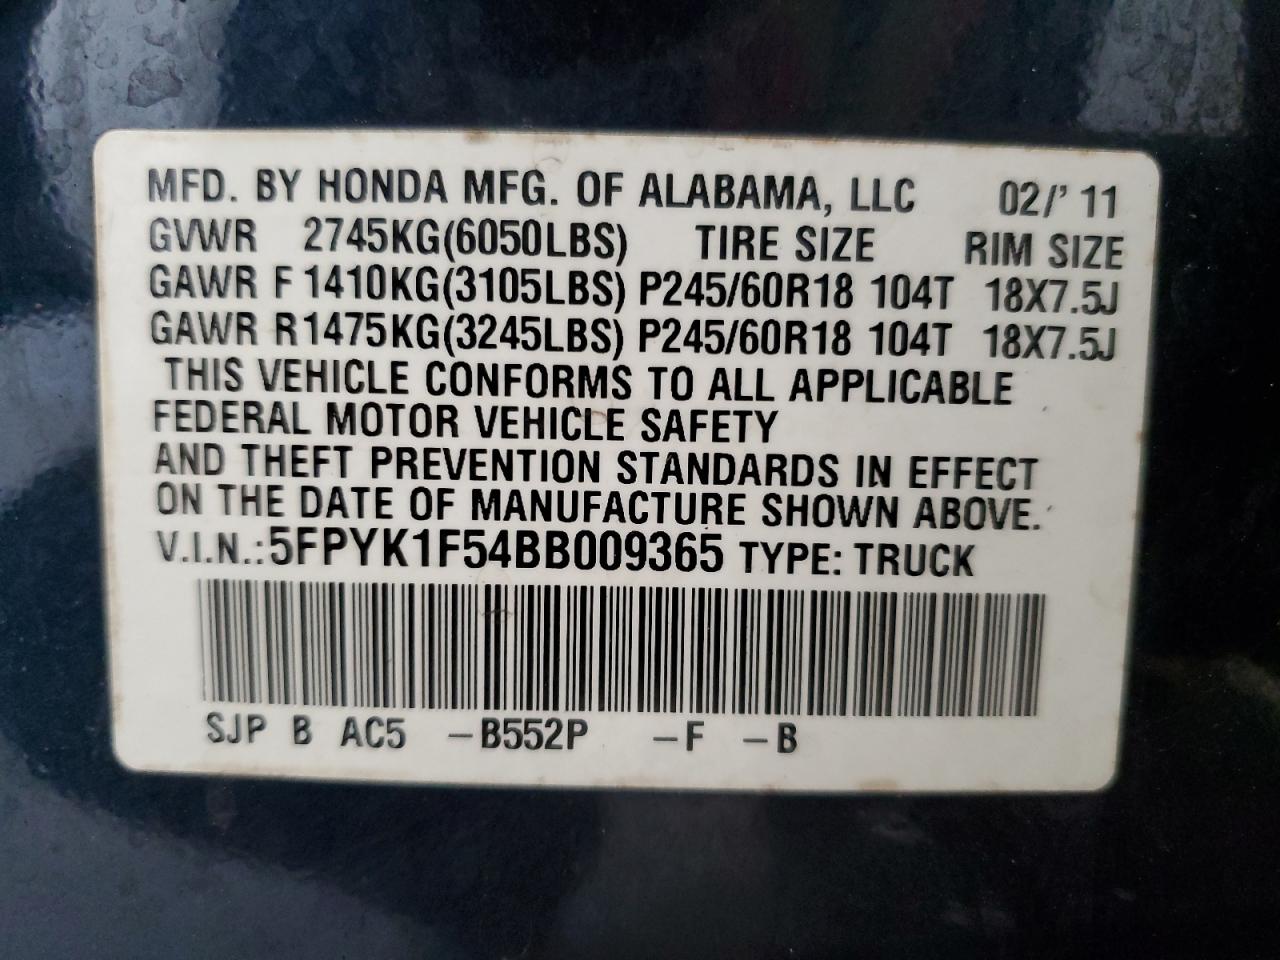 MFD. BY HONDA MFG. OF ALABAMA, LLC 02/' 11
GVWR 2745KG(6050LBS) TIRE SIZE RIM SIZE
GAWR F 1410KG(3105LBS) P245/60R18 104T 18X7.5J
GAWR R 1475KG(3245LBS) P245/60R18 104T 18X7.5J
THIS VEHICLE CONFORMS TO ALL APPLICABLE
FEDERAL MOTOR VEHICLE SAFETY
AND THEFT PREVENTION STANDARDS IN EFFECT
ON THE DATE OF MANUFACTURE SHOWN ABOVE.
V.I.N.: 5FPYK1F54BB009365 TYPE: TRUCK
SJP B AC5 -B552P -F -B